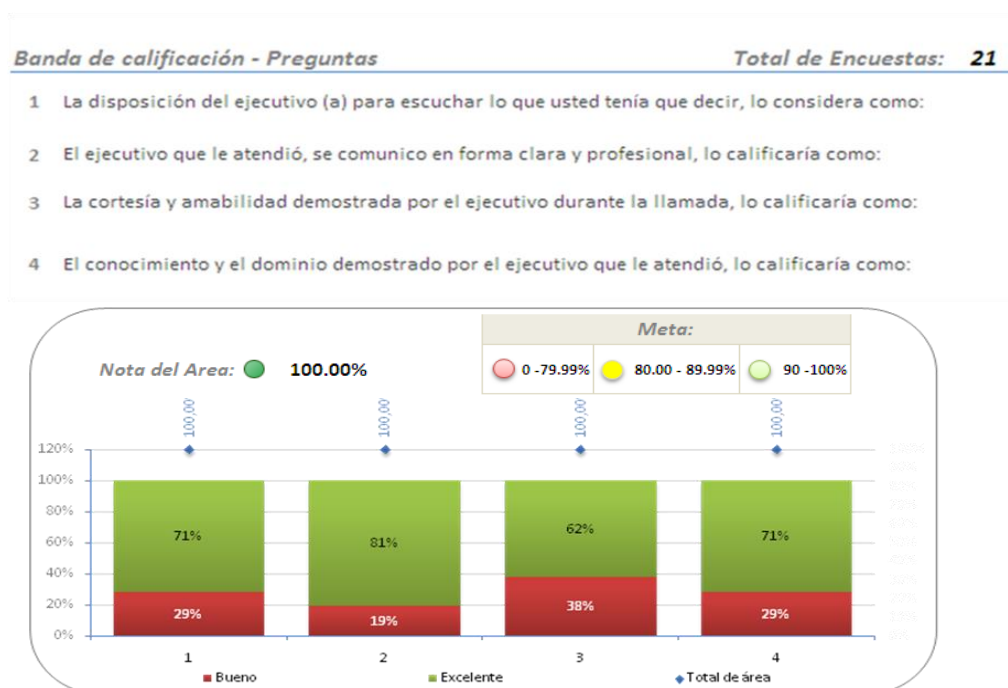 Banda de calificación - Preguntas Total de Encuestas: 21
1 La disposición del ejecutivo (a) para escuchar lo que usted tenía que decir, lo considera como:
2 El ejecutivo que le atendió, se comunico en forma clara y profesional, lo calificaría como:
3 La cortesía y amabilidad demostrada por el ejecutivo durante la llamada, lo calificaría como:
4 El conocimiento y el dominio demostrado por el ejecutivo que le atendió, lo calificaría como:
Meta:
Nota del Area: 100.00% 0 -79.99% 80.00 - 89.99% 90 -100%
100,00 100,00 100,00 100,00
120%
100%
80%
71% 81% 62% 71%
60%
40%
20%
29% 19% 38% 29%
0%
1 2 3 4
Bueno Excelente Total de área